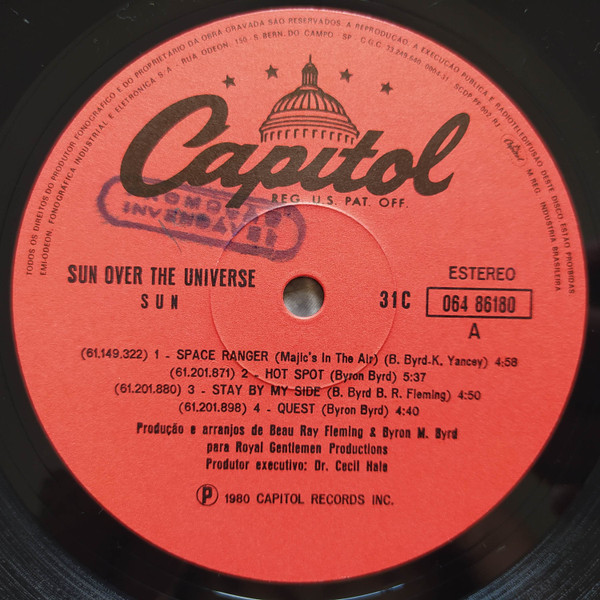 TODOS OS DIREITOS DO PRODUTOR FONOGRÁFICO E DO PROPRIETÁRIO DA OBRA GRAVADA SÃO RESERVADOS. A REPRODUÇÃO, A EXECUÇÃO PÚBLICA E RADIOTELEDIFUSÃO DESTE DISCO ESTÃO PROIBIDAS
EMI-ODEON, FONOGRÁFICA INDUSTRIAL E ELETRÔNICA S.A. - RUA ODEON, 150, S. BERN. DO CAMPO - SP - C.G.C.
M. REG. INDÚSTRIA BRASILEIRA
Capitol
REG. U.S. PAT. OFF.
INVENDÁVEL
SUN OVER THE UNIVERSE
SUN
ESTEREO
31C 064 86180
A
(61.149.322) 1 - SPACE RANGER (Majic's In The Air) (B. Byrd-K. Yancey) 4:58
(61.201.871) 2 - HOT SPOT (Byron Byrd) 5:37
(61.201.880) 3 - STAY BY MY SIDE (B. Byrd B. R. Fleming) 4:50
(61.201.898) 4 - QUEST (Byron Byrd) 4:40
Produção e arranjos de Beau Ray Fleming & Byron M. Byrd
para Royal Gentlemen Productions
Produtor executivo: Dr. Cecil Hale
Ⓟ 1980 CAPITOL RECORDS INC.